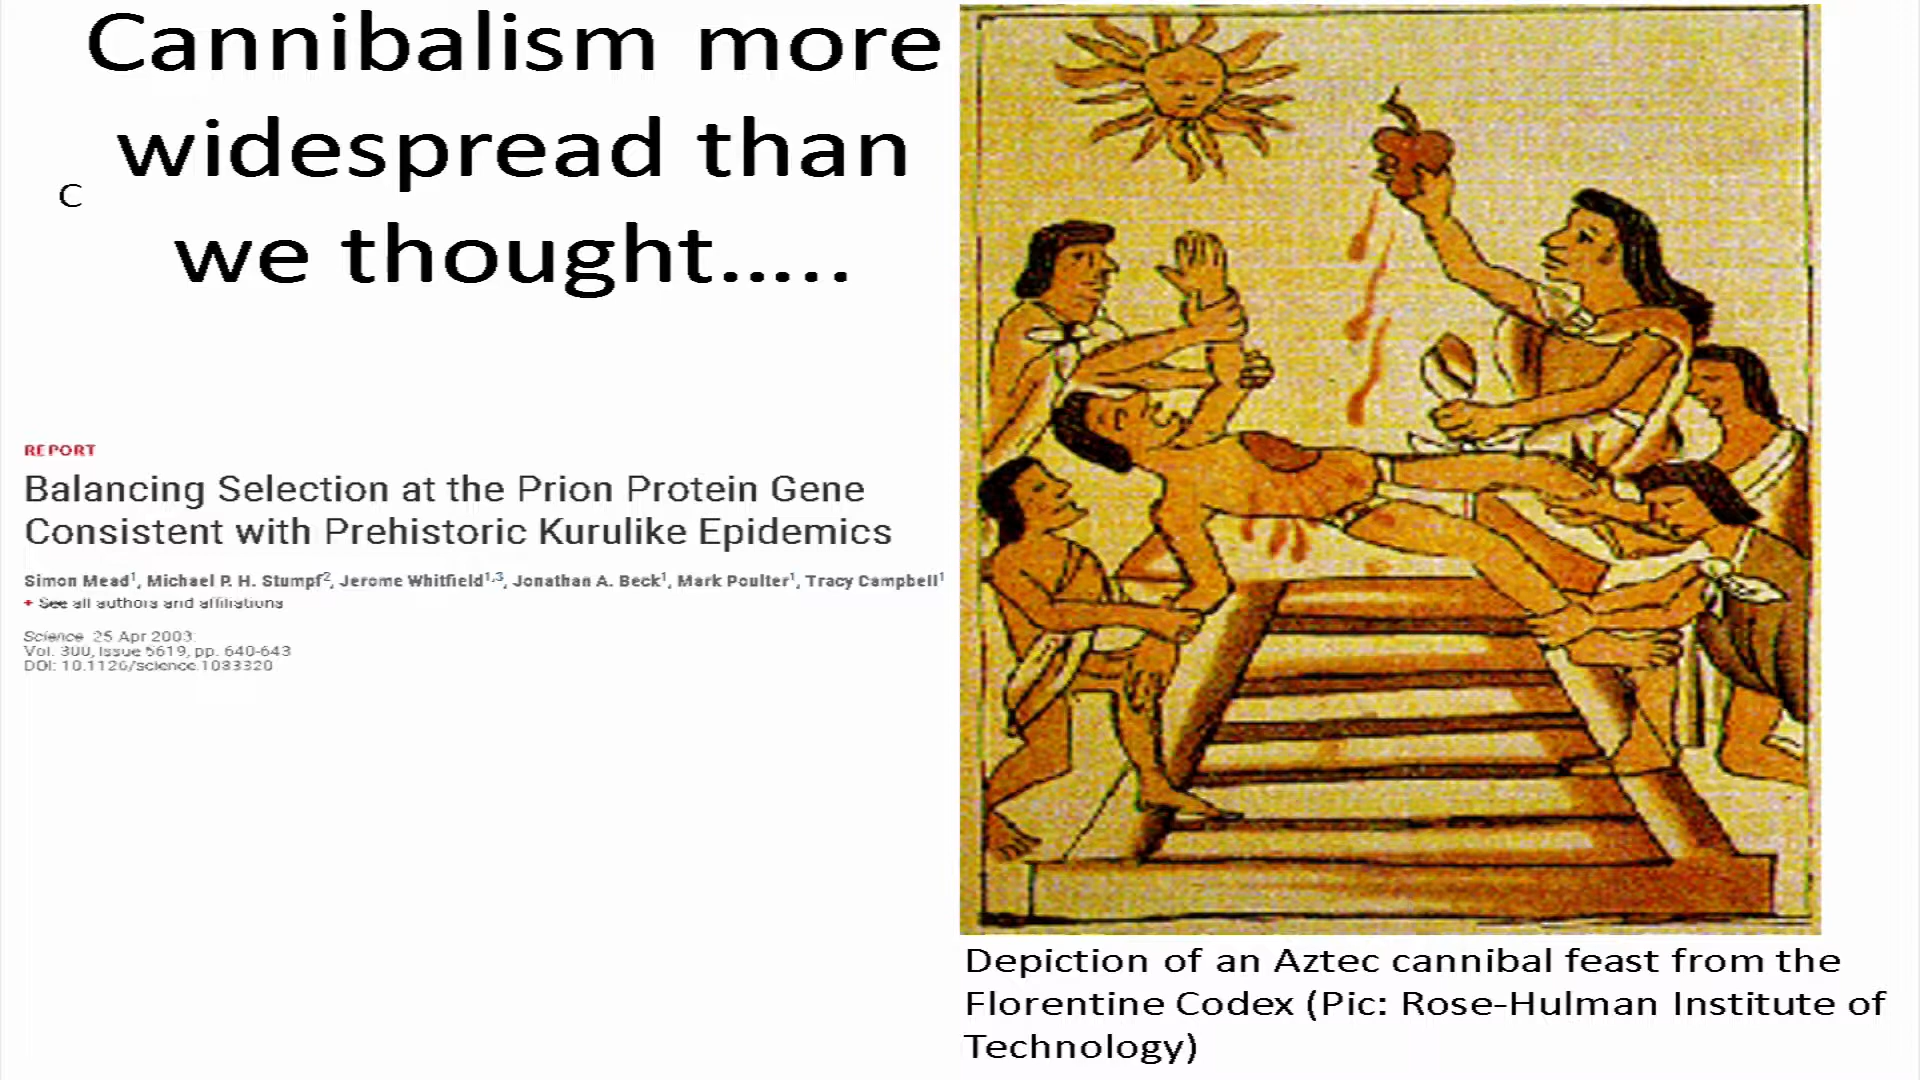 Cannibalism more
widespread than
we thought.....
C
REPORT
Balancing Selection at the Prion Protein Gene
Consistent with Prehistoric Kurulike Epidemics
Simon Mead1, Michael P. H. Stumpf2, Jerome Whitfield1,3, Jonathan A. Beck1, Mark Poulter1, Tracy Campbell1
+ See all authors and affiliations
Science 25 Apr 2003:
Vol. 300, Issue 5619, pp. 640-643
DOI: 10.1126/science.1083320
Depiction of an Aztec cannibal feast from the
Florentine Codex (Pic: Rose-Hulman Institute of
Technology)